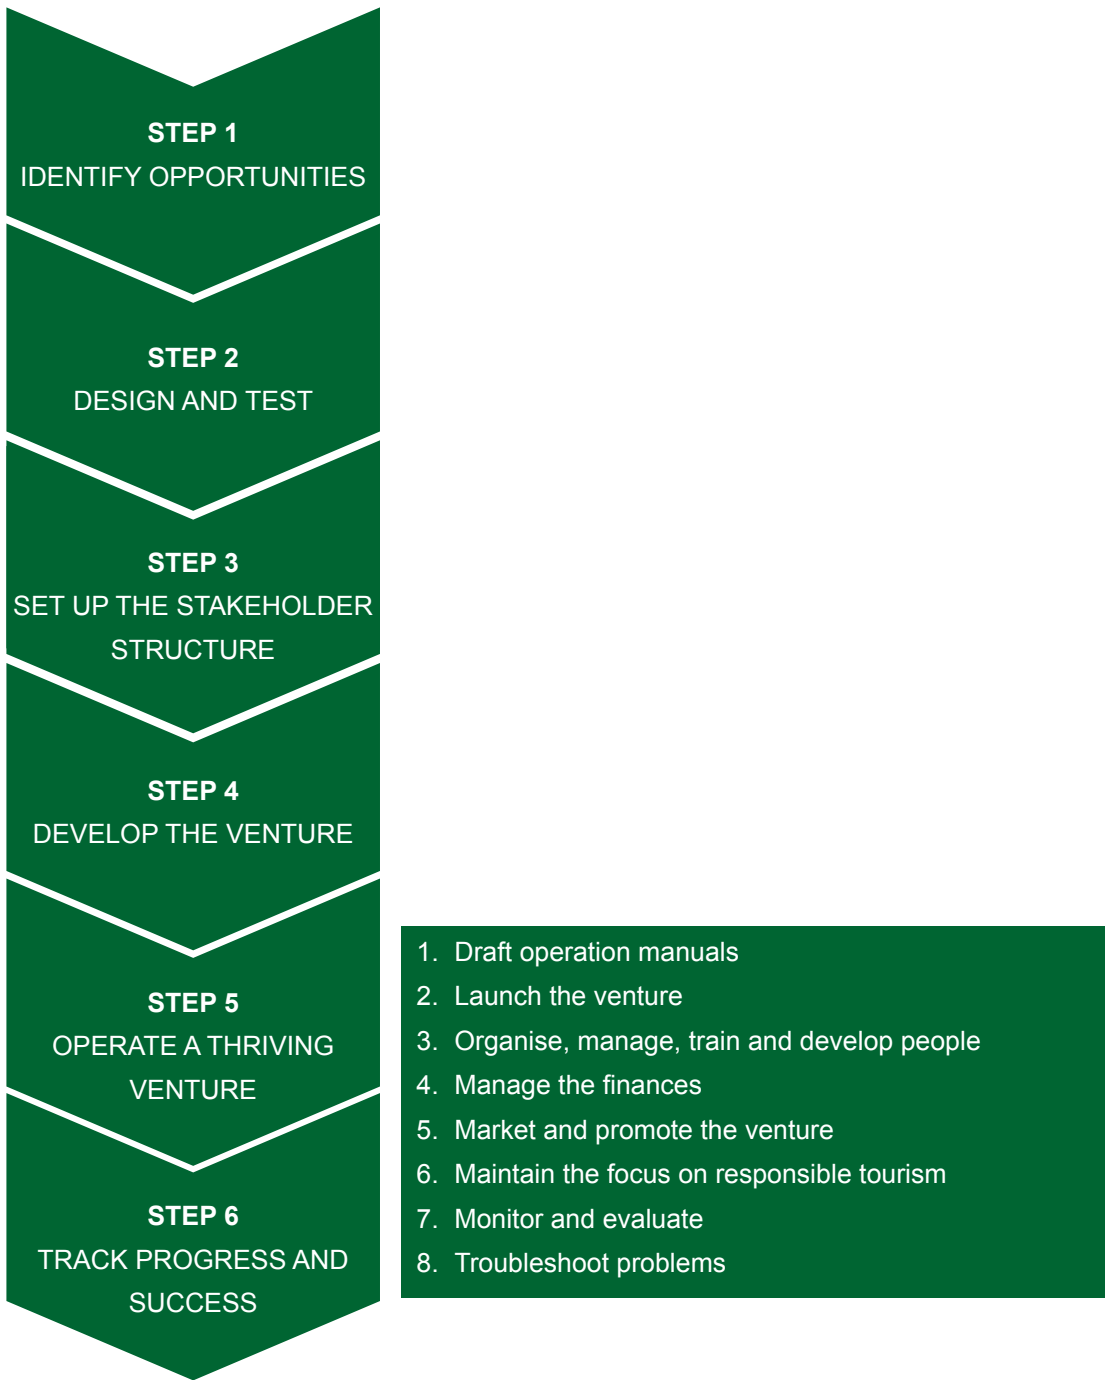 STEP 1
IDENTIFY OPPORTUNITIES
STEP 2
DESIGN AND TEST
STEP 3
SET UP THE STAKEHOLDER
STRUCTURE
STEP 4
DEVELOP THE VENTURE
STEP 5
OPERATE A THRIVING
VENTURE
STEP 6
TRACK PROGRESS AND
SUCCESS
1. Draft operation manuals
2. Launch the venture
3. Organise, manage, train and develop people
4. Manage the finances
5. Market and promote the venture
6. Maintain the focus on responsible tourism
7. Monitor and evaluate
8. Troubleshoot problems